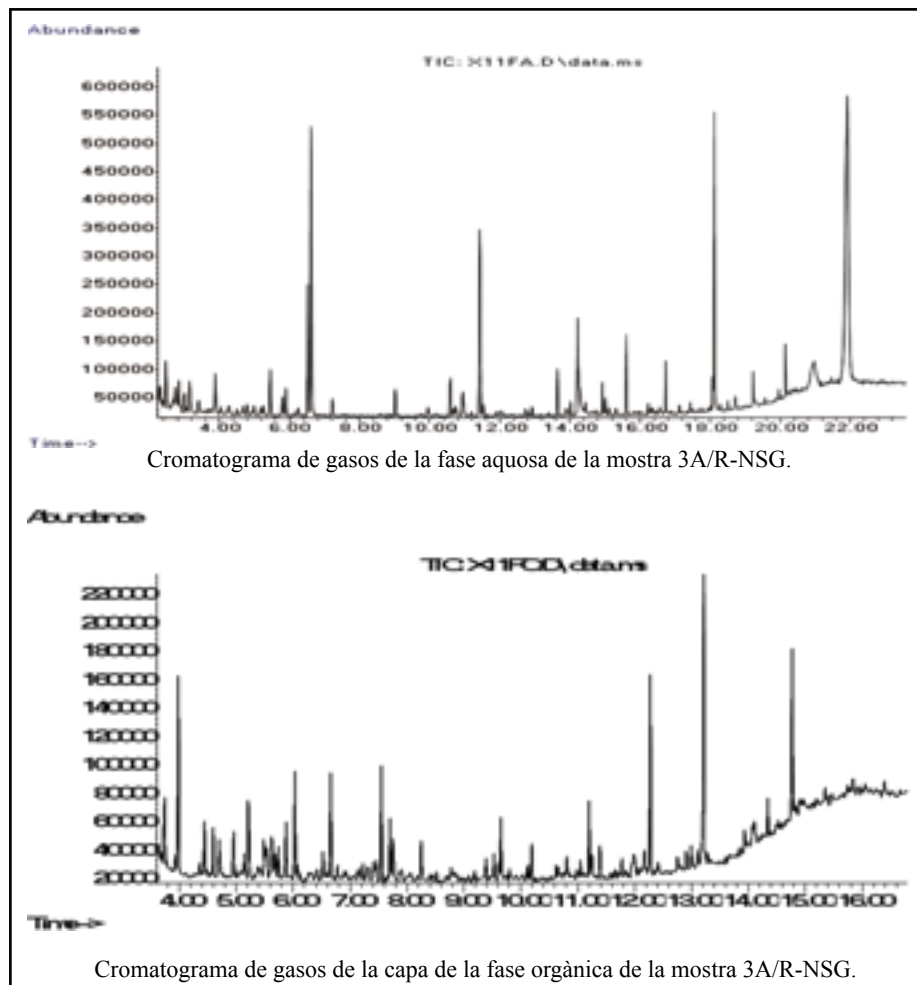 Abundance
TIC: X11FA.D\data.ms
600000
550000
500000
450000
400000
350000
300000
250000
200000
150000
100000
50000
4.00 6.00 8.00 10.00 12.00 14.00 16.00 18.00 20.00 22.00
Time-->
Cromatograma de gasos de la fase aquosa de la mostra 3A/R-NSG.
Abundance
TIC: X11FOD\data.ms
220000
200000
180000
160000
140000
120000
100000
80000
60000
40000
20000
4.00 5.00 6.00 7.00 8.00 9.00 10.00 11.00 12.00 13.00 14.00 15.00 16.00
Time-->
Cromatograma de gasos de la capa de la fase orgànica de la mostra 3A/R-NSG.